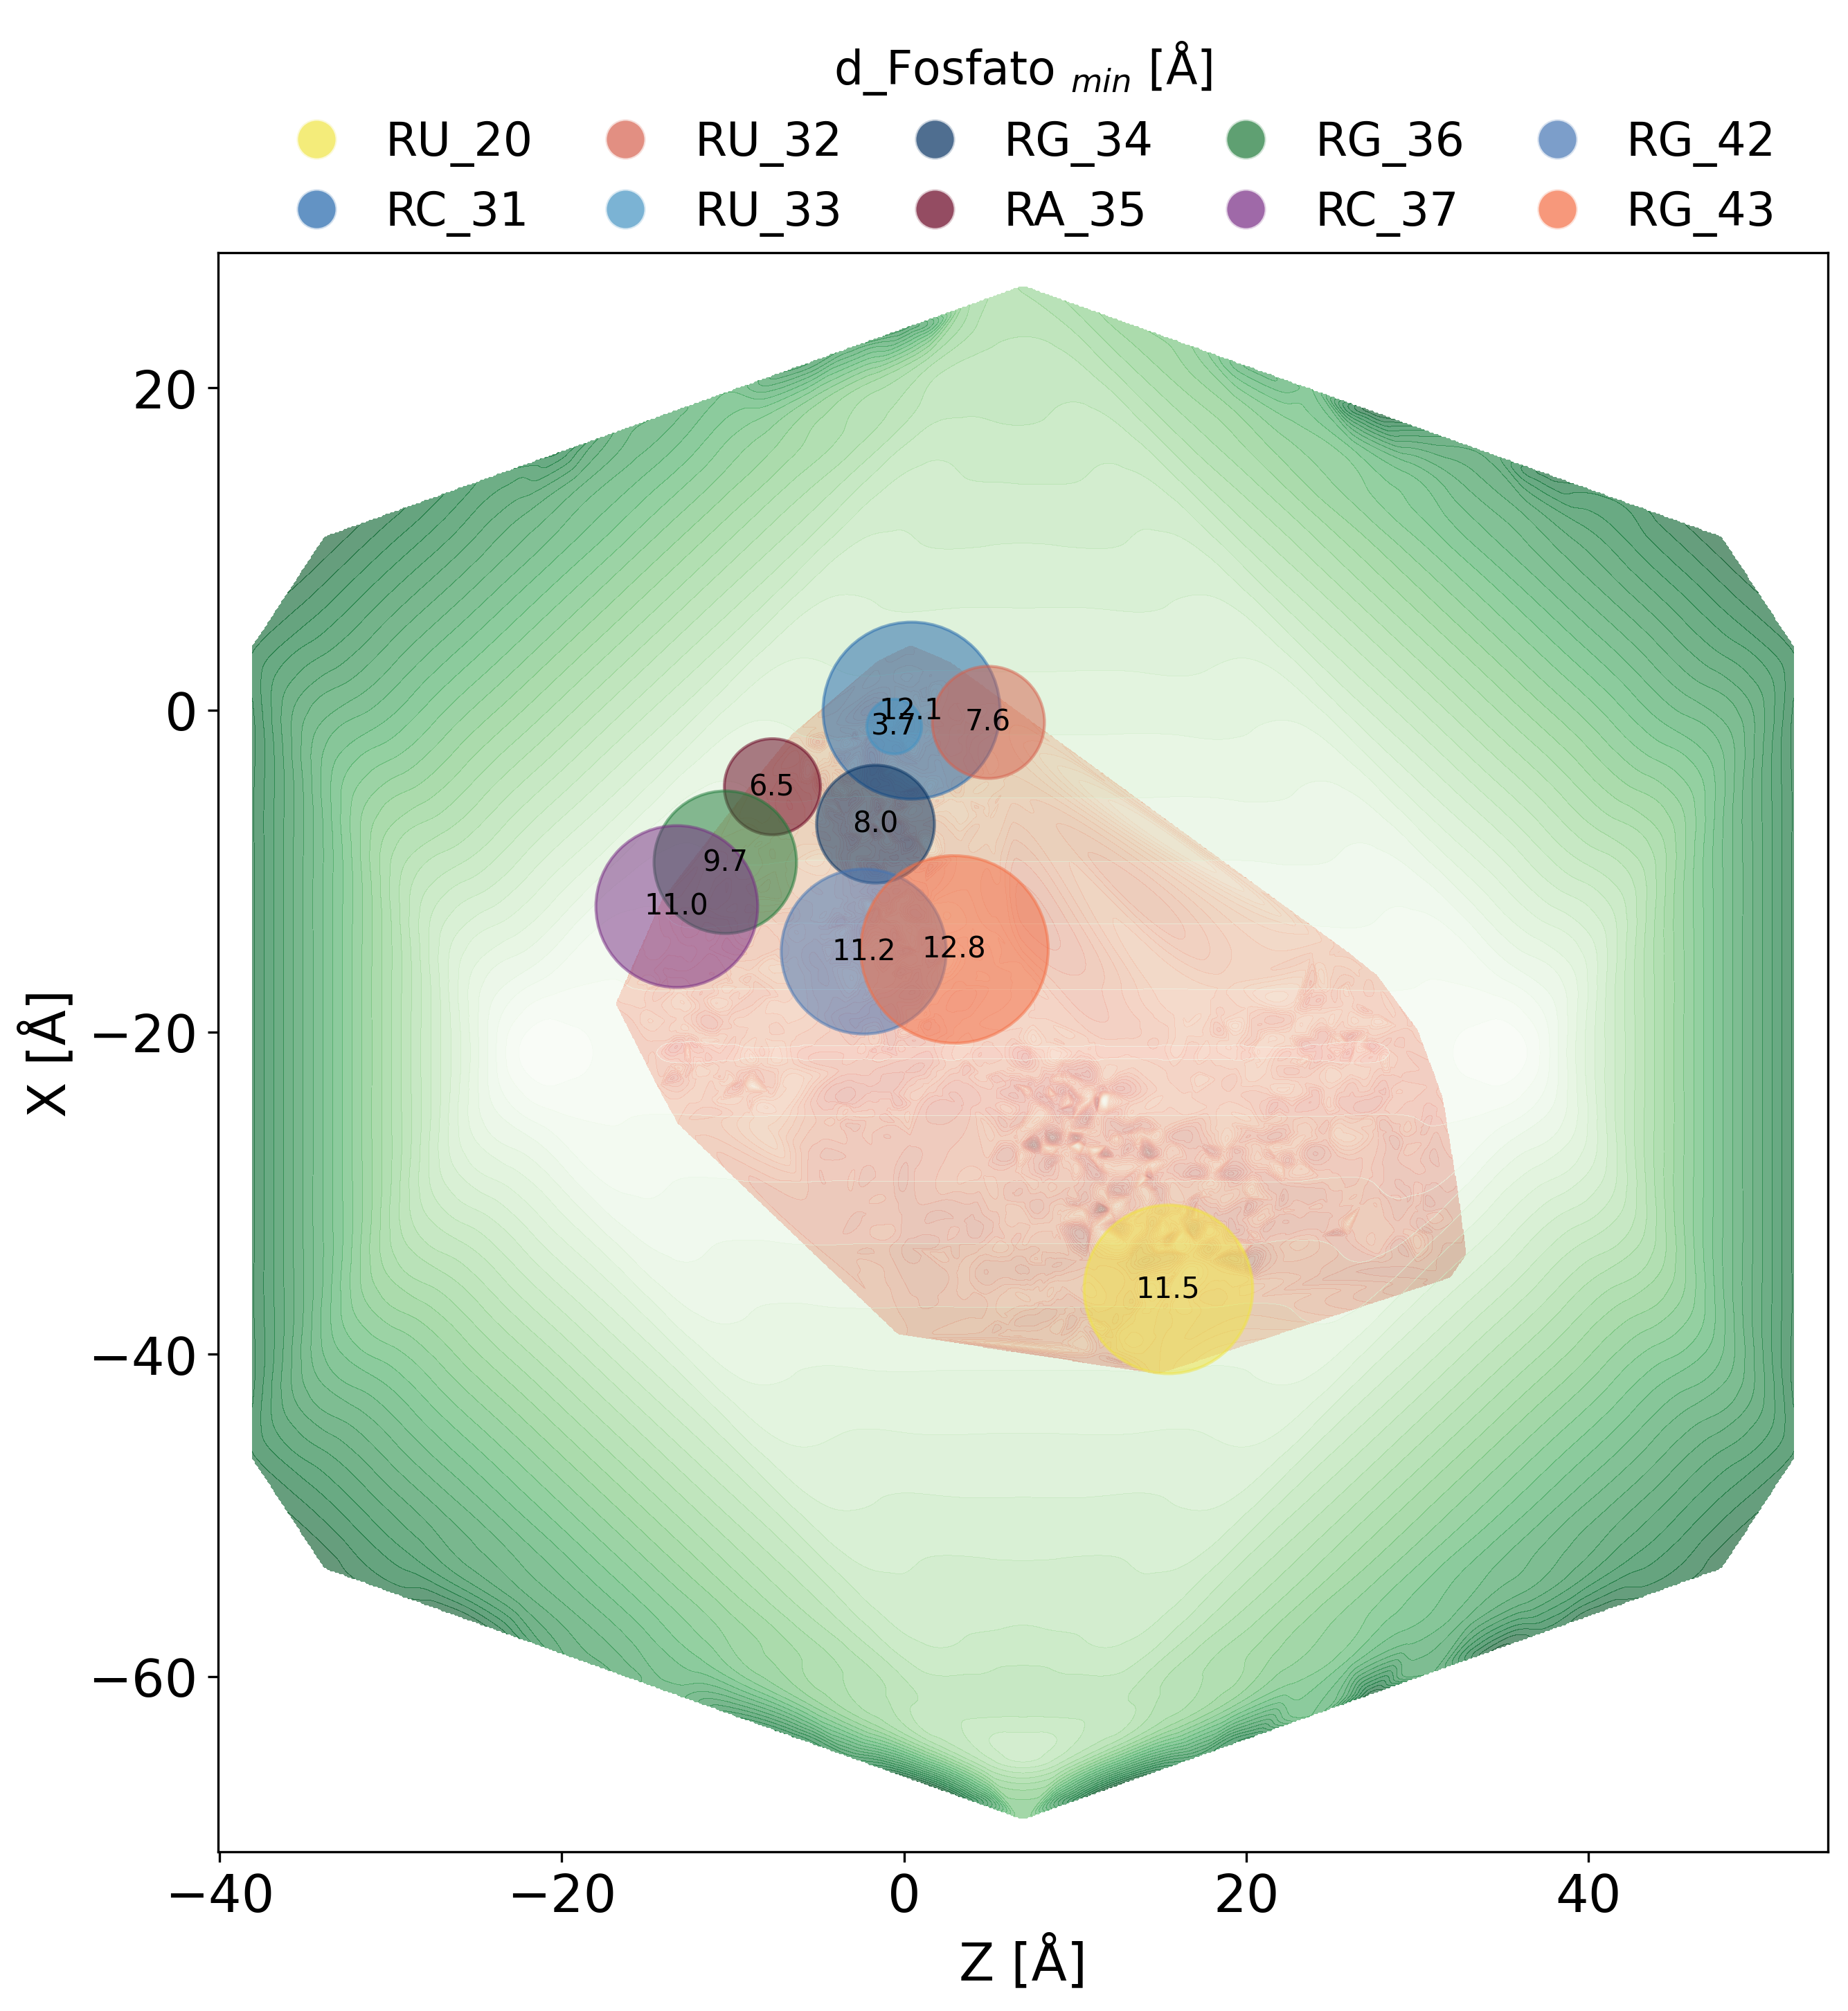 d_Fosfato min [Å]
RU_20 RU_32 RG_34 RG_36 RG_42
RC_31 RU_33 RA_35 RC_37 RG_43
20
0
−20
−40
−60
X [Å]
12.1
3.7
7.6
6.5
8.0
9.7
11.0
11.2
12.8
11.5
−40 −20 0 20 40
Z [Å]